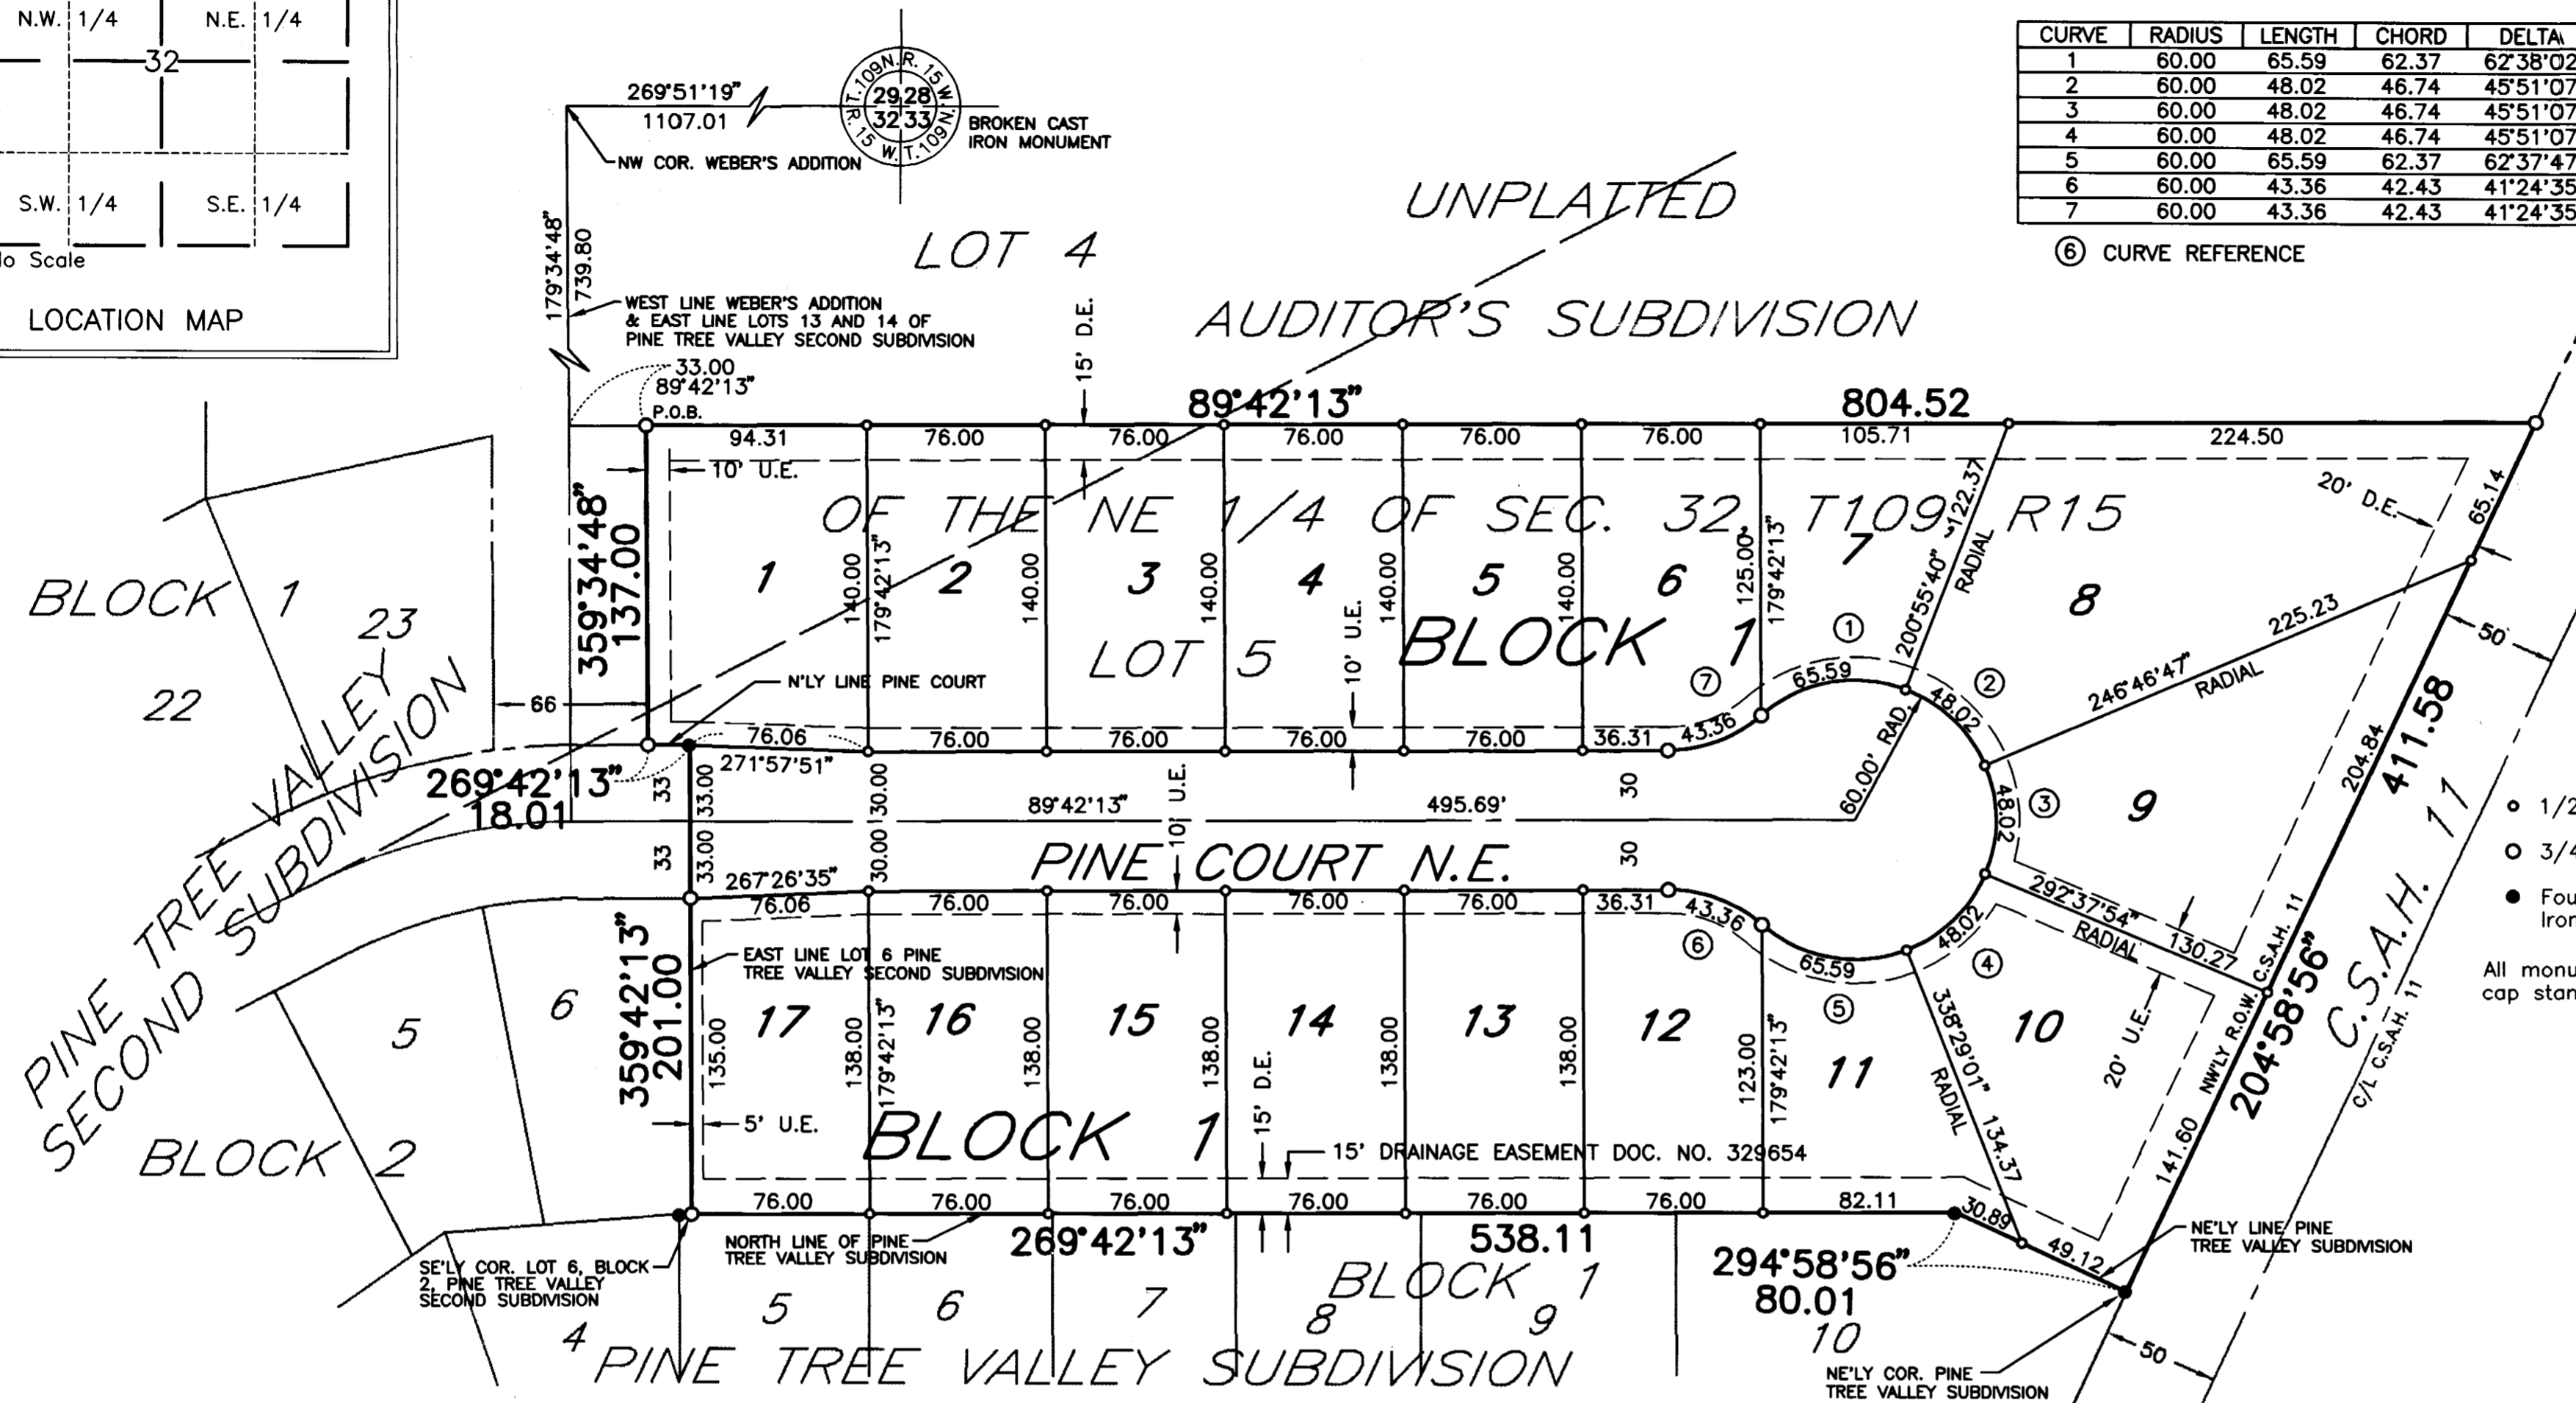 N.W. 1/4 N.E. 1/4
32
S.W. 1/4 S.E. 1/4
Scale
LOCATION MAP
269°51'19"
1107.01
NW COR. WEBER'S ADDITION
T.109N.R. 15 W.
29 28
32 33
R. 15 W.T.109N.
BROKEN CAST
IRON MONUMENT
CURVE RADIUS LENGTH CHORD DELTA
1 60.00 65.59 62.37 62°38'02
2 60.00 48.02 46.74 45°51'07
3 60.00 48.02 46.74 45°51'07
4 60.00 48.02 46.74 45°51'07
5 60.00 65.59 62.37 62°37'47
6 60.00 43.36 42.43 41°24'35
7 60.00 43.36 42.43 41°24'35
6 CURVE REFERENCE
179°34'48"
739.80
WEST LINE WEBER'S ADDITION
& EAST LINE LOTS 13 AND 14 OF
PINE TREE VALLEY SECOND SUBDIVISION
33.00
89°42'13"
P.O.B.
LOT 4
UNPLATTED
AUDITOR'S SUBDIVISION
15' D.E.
89°42'13" 804.52
94.31 76.00 76.00 76.00 76.00 76.00 105.71 224.50
10' U.E.
OF THE NE 1/4 OF SEC. 32 T109 R15
20' D.E.
65.14
359°34'48"
137.00
1 2 3 4 5 6 7 8
140.00
179°42'13"
140.00
140.00
140.00
140.00
125.00
179°42'13"
200°55'40" 122.37
RADIAL
LOT 5
BLOCK 1
10' U.E.
225.23
246°46'47"
RADIAL
50
BLOCK 1
23
22
66
N'LY LINE PINE COURT
76.06 76.00 76.00 76.00 76.00 36.31 43.36 65.59 48.02
271°57'51"
7
1
2
3
48.02
60.00' RAD.
269°42'13"
18.01
33 33.00
30.00 30.00
33 33.00
89°42'13" 495.69'
30
30
10' U.E.
PINE COURT N.E.
9
204.84
411.58
NW'LY R.O.W. C.S.A.H. 11
204°58'56"
C.S.A.H. 11
C/L C.S.A.H. 11
1/2
3/4
Fou
Iron
All monu
cap stan
PINE TREE VALLEY
SECOND SUBDIVISION
267°26'35"
76.06 76.00 76.00 76.00 76.00 36.31 43.36 65.59 48.02
6
5
4
292°37'54"
RADIAL 130.27
EAST LINE LOT 6 PINE
TREE VALLEY SECOND SUBDIVISION
359°42'13"
201.00
17 16 15 14 13 12 11 10
135.00
138.00
179°42'13"
138.00
138.00
138.00
138.00
123.00
179°42'13"
338°29'01" 134.37
RADIAL
20' U.E.
141.60
5 6
BLOCK 2
5' U.E.
BLOCK 1
15' D.E.
15' DRAINAGE EASEMENT DOC. NO. 329654
76.00 76.00 76.00 76.00 76.00 76.00 82.11 30.89 49.12
269°42'13" 538.11
NORTH LINE OF PINE
TREE VALLEY SUBDIVISION
SE'LY COR. LOT 6, BLOCK
2, PINE TREE VALLEY
SECOND SUBDIVISION
294°58'56"
80.01
NE'LY LINE PINE
TREE VALLEY SUBDIVISION
BLOCK 1
4 5 6 7 8 9 10
PINE TREE VALLEY SUBDIVISION
NE'LY COR. PINE
TREE VALLEY SUBDIVISION
50